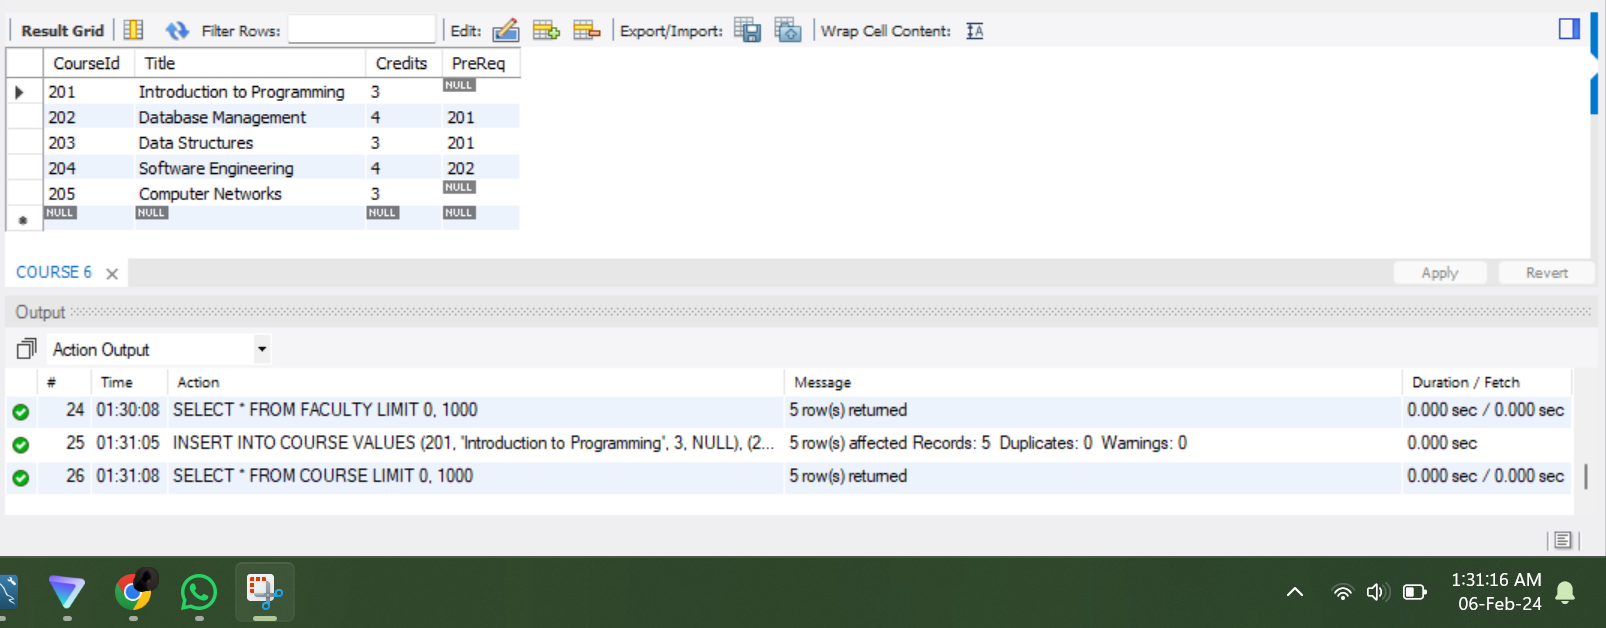 Result Grid Filter Rows: Edit: Export/Import: Wrap Cell Content: IA
CourseId Title Credits PreReq
201 Introduction to Programming 3 NULL
202 Database Management 4 201
203 Data Structures 3 201
204 Software Engineering 4 202
205 Computer Networks 3 NULL
NULL NULL NULL NULL
COURSE 6 Apply Revert
Output
Action Output
# Time Action Message Duration / Fetch
24 01:30:08 SELECT * FROM FACULTY LIMIT 0, 1000 5 row(s) returned 0.000 sec / 0.000 sec
25 01:31:05 INSERT INTO COURSE VALUES (201, 'Introduction to Programming', 3, NULL), (2... 5 row(s) affected Records: 5 Duplicates: 0 Warnings: 0 0.000 sec
26 01:31:08 SELECT * FROM COURSE LIMIT 0, 1000 5 row(s) returned 0.000 sec / 0.000 sec
1:31:16 AM
06-Feb-24